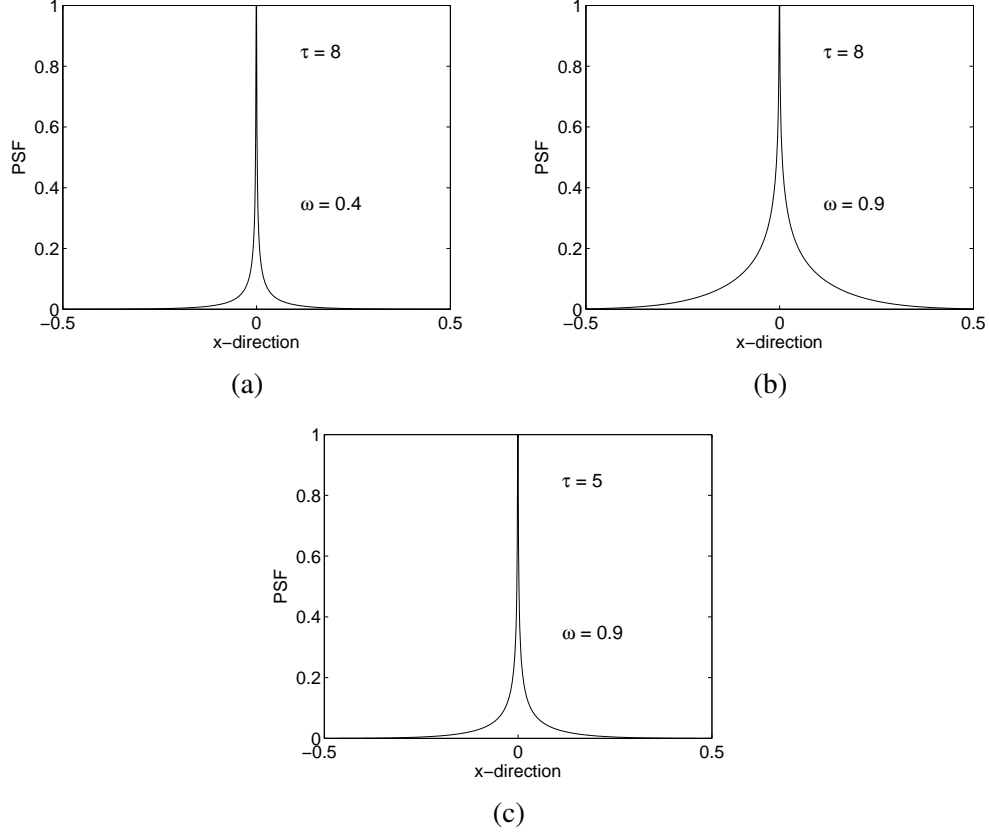 1
0.8
0.6
0.4
0.2
0
PSF
τ = 8
ω = 0.4
−0.5 0 0.5
x−direction
(a)
1
0.8
0.6
0.4
0.2
0
PSF
τ = 8
ω = 0.9
−0.5 0 0.5
x−direction
(b)
1
0.8
0.6
0.4
0.2
0
PSF
τ = 5
ω = 0.9
−0.5 0 0.5
x−direction
(c)